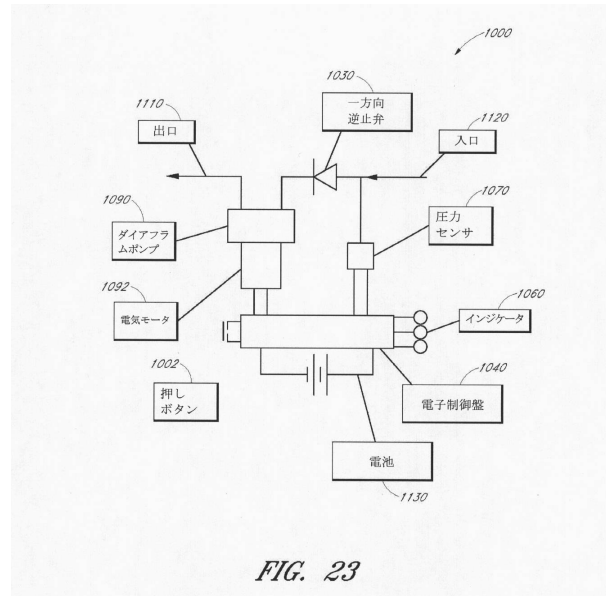 1000
1030
一方向
逆止弁
1110
出口
1120
入口
1090
ダイアフラ
ムポンプ
1070
圧力
センサ
1092
電気モータ
1060
インジケータ
1002
押し
ボタン
1040
電子制御盤
電池
1130
FIG. 23